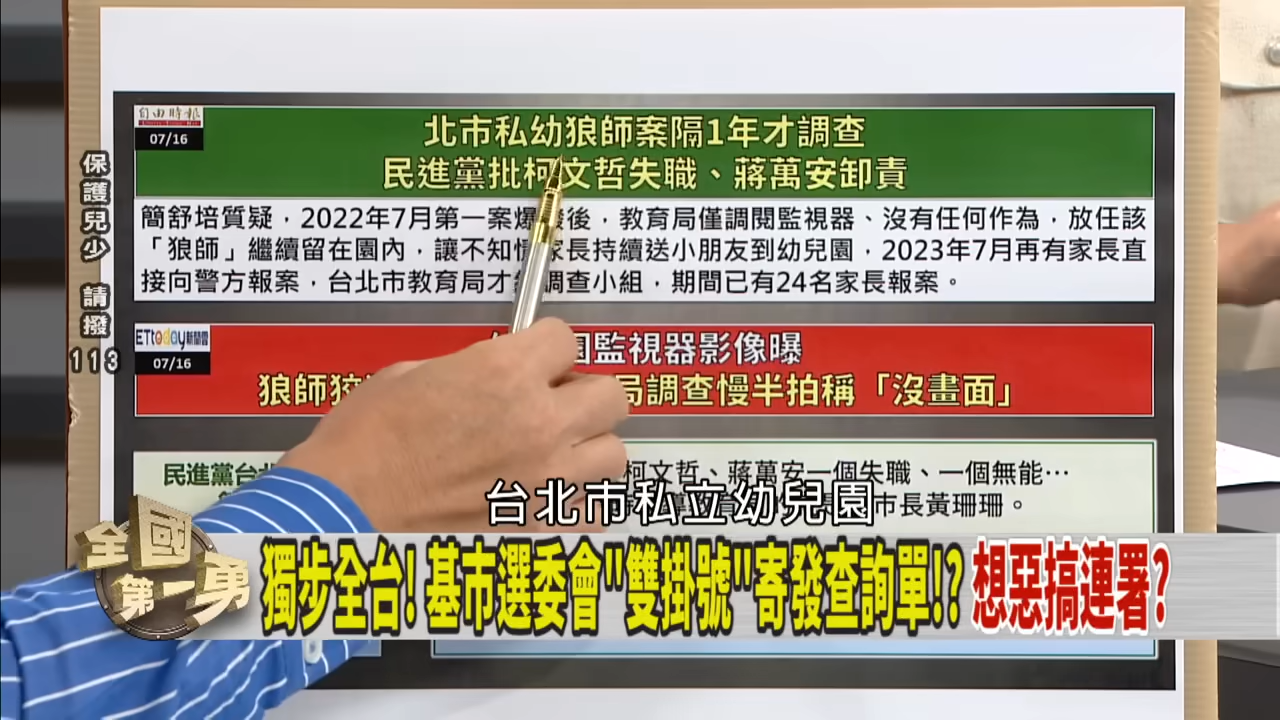 自由時報
07/16
北市私幼狼師案隔1年才調查
民進黨批柯文哲失職、蔣萬安卸責
簡舒培質疑，2022年7月第一案爆發後，教育局僅調閱監視器、沒有任何作為，放任該
「狼師」繼續留在園內，讓不知情家長持續送小朋友到幼兒園，2023年7月再有家長直
接向警方報案，台北市教育局才 調查小組，期間已有24名家長報案。
ETtoday新聞雲
07/16
園監視器影像曝
狼師 局調查慢半拍稱「沒畫面」
民進黨台北 柯文哲、蔣萬安一個失職、一個無能…
市長黃珊珊。
保護兒少 請撥
113
台北市私立幼兒園
全國第一勇
獨步全台! 基市選委會"雙掛號"寄發查詢單!? 想惡搞連署?